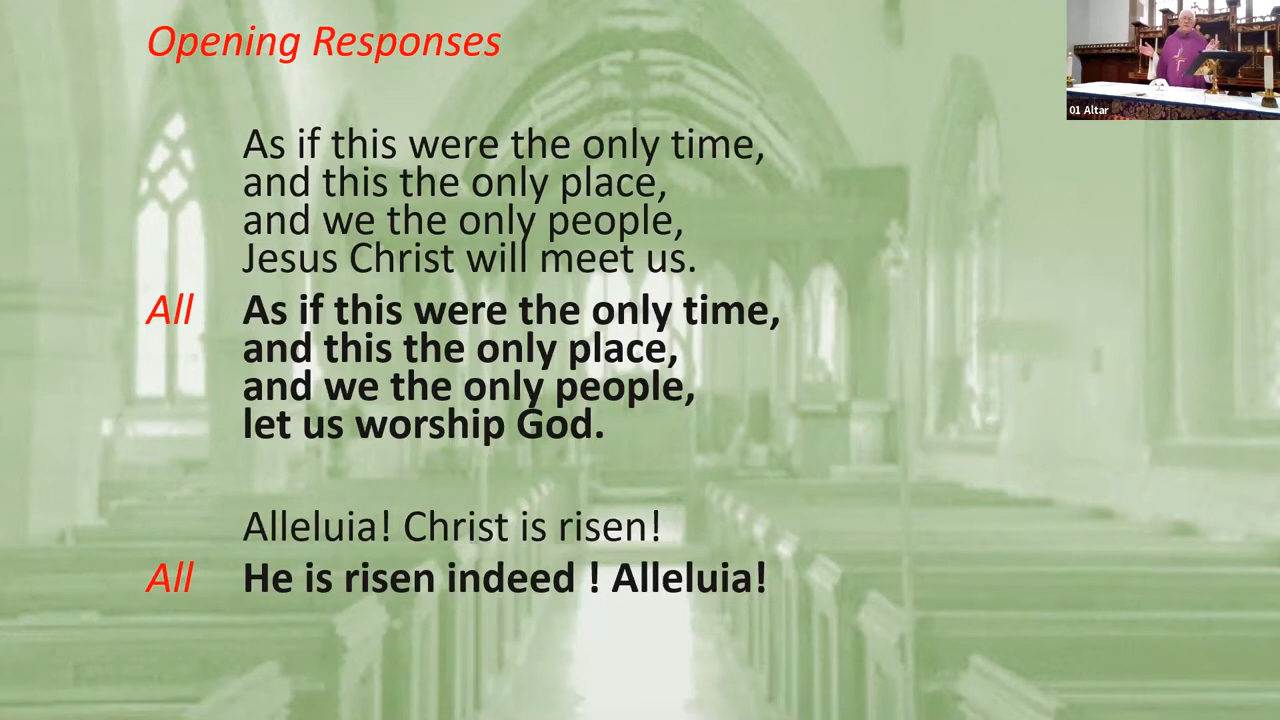 Opening Responses
01 Altar
As if this were the only time,
and this the only place,
and we the only people,
Jesus Christ will meet us.
All As if this were the only time,
and this the only place,
and we the only people,
let us worship God.
Alleluia! Christ is risen!
All He is risen indeed ! Alleluia!